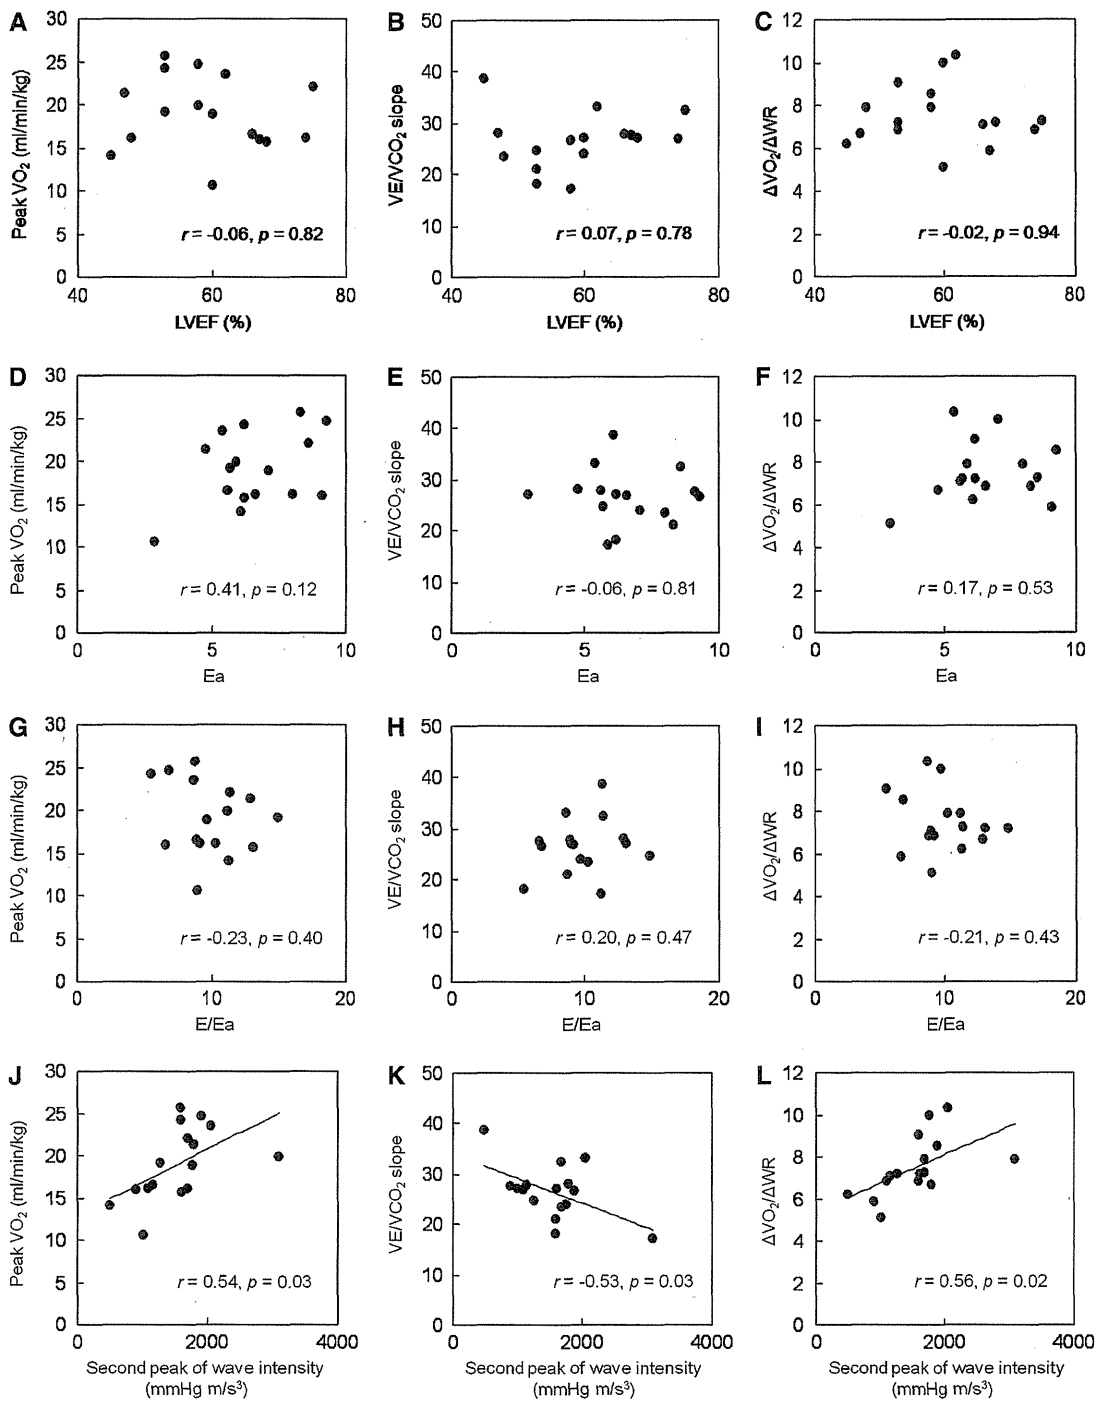 A
Peak VO2 (ml/min/kg)
30
25
20
15
10
5
0
r = -0.06, p = 0.82
40 60 80
LVEF (%)
B
VE/VCO2 slope
50
40
30
20
10
0
r = 0.07, p = 0.78
40 60 80
LVEF (%)
C
ΔVO2/ΔWR
12
10
8
6
4
2
0
r = -0.02, p = 0.94
40 60 80
LVEF (%)
D
Peak VO2 (ml/min/kg)
30
25
20
15
10
5
0
r = 0.41, p = 0.12
0 5 10
Ea
E
VE/VCO2 slope
50
40
30
20
10
0
r = -0.06, p = 0.81
0 5 10
Ea
F
ΔVO2/ΔWR
12
10
8
6
4
2
0
r = 0.17, p = 0.53
0 5 10
Ea
G
Peak VO2 (ml/min/kg)
30
25
20
15
10
5
0
r = -0.23, p = 0.40
0 10 20
E/Ea
H
VE/VCO2 slope
50
40
30
20
10
0
r = 0.20, p = 0.47
0 10 20
E/Ea
I
ΔVO2/ΔWR
12
10
8
6
4
2
0
r = -0.21, p = 0.43
0 10 20
E/Ea
J
Peak VO2 (ml/min/kg)
30
25
20
15
10
5
0
r = 0.54, p = 0.03
0 2000 4000
Second peak of wave intensity
(mmHg m/s³)
K
VE/VCO2 slope
50
40
30
20
10
0
r = -0.53, p = 0.03
0 2000 4000
Second peak of wave intensity
(mmHg m/s³)
L
ΔVO2/ΔWR
12
10
8
6
4
2
0
r = 0.56, p = 0.02
0 2000 4000
Second peak of wave intensity
(mmHg m/s³)